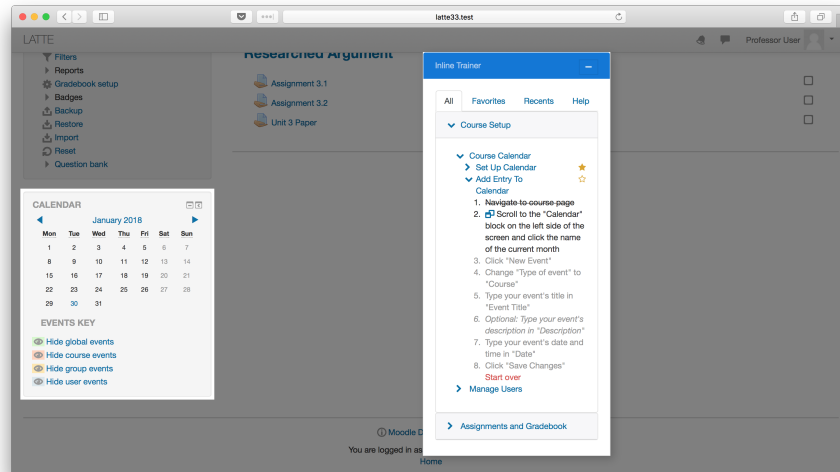 latte33.test
LATTE
Professor User
Filters
Reports
Gradebook setup
Badges
Backup
Restore
Import
Reset
Question bank
Researched Argument
Assignment 3.1
Assignment 3.2
Unit 3 Paper
CALENDAR
January 2018
Mon Tue Wed Thu Fri Sat Sun
1 2 3 4 5 6 7
8 9 10 11 12 13 14
15 16 17 18 19 20 21
22 23 24 25 26 27 28
29 30 31
EVENTS KEY
Hide global events
Hide course events
Hide group events
Hide user events
Inline Trainer
All Favorites Recents Help
Course Setup
Course Calendar
Set Up Calendar
Add Entry To
Calendar
1. Navigate to course page
2. Scroll to the "Calendar"
block on the left side of the
screen and click the name
of the current month
3. Click "New Event"
4. Change "Type of event" to
"Course"
5. Type your event's title in
"Event Title"
6. Optional: Type your event's
description in "Description"
7. Type your event's date and
time in "Date"
8. Click "Save Changes"
Start over
Manage Users
Assignments and Gradebook
Moodle D
You are logged in as
Home